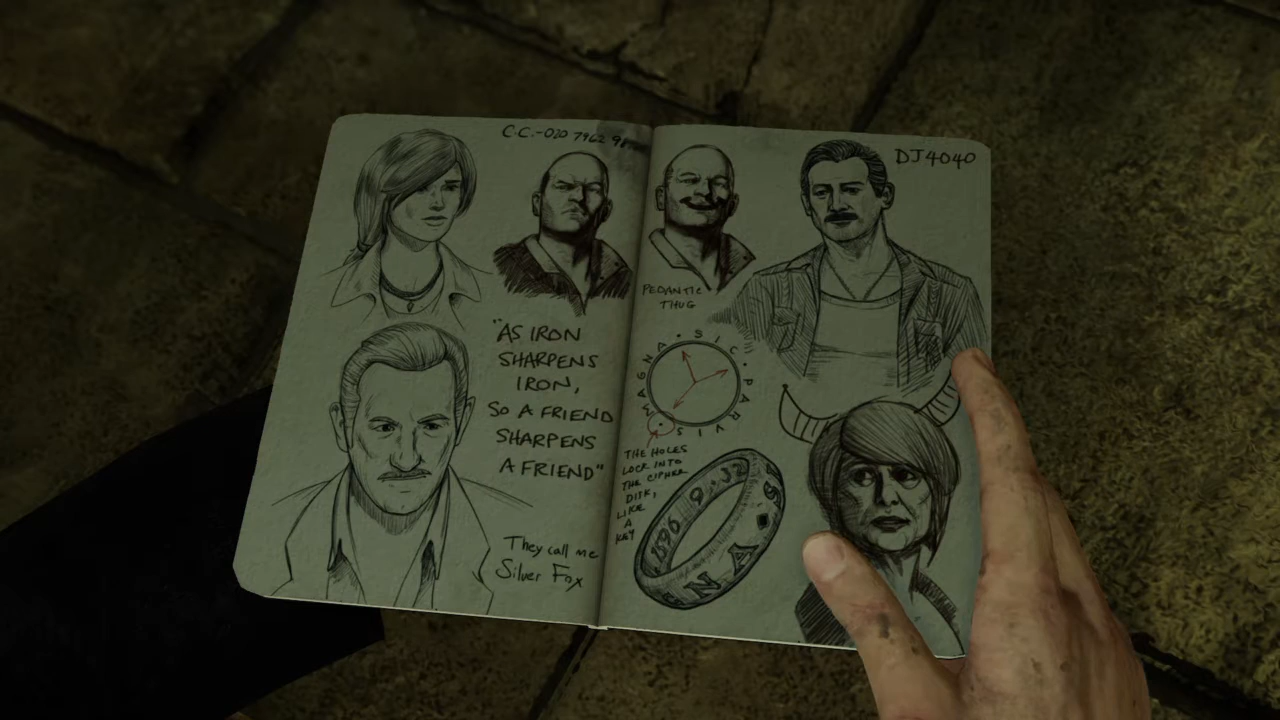 C.C.-020 7962
"AS IRON
SHARPENS
IRON,
SO A FRIEND
SHARPENS
A FRIEND"
They call me
Silver Fox
DJ4040
PEDANTIC
THUG
SIC · PARVIS MAGNA ·
THE HOLES
LOCK INTO
THE CIPHER
DISK,
LIKE
A
KEY
1596